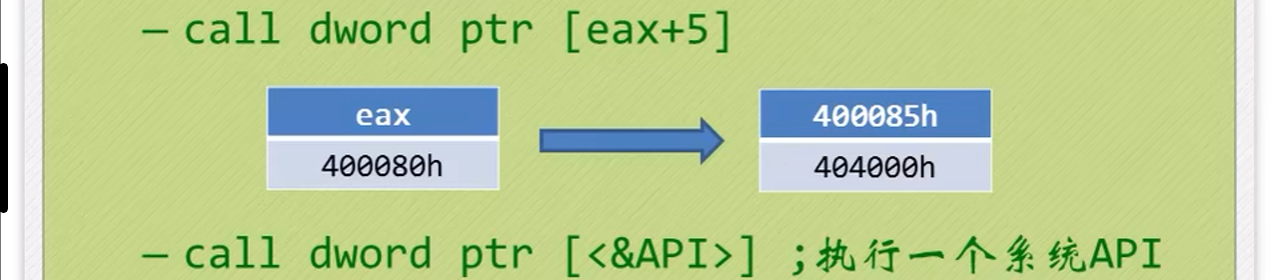 – call dword ptr [eax+5]
eax
400080h
400085h
404000h
– call dword ptr [<&API>] ;执行一个系统API